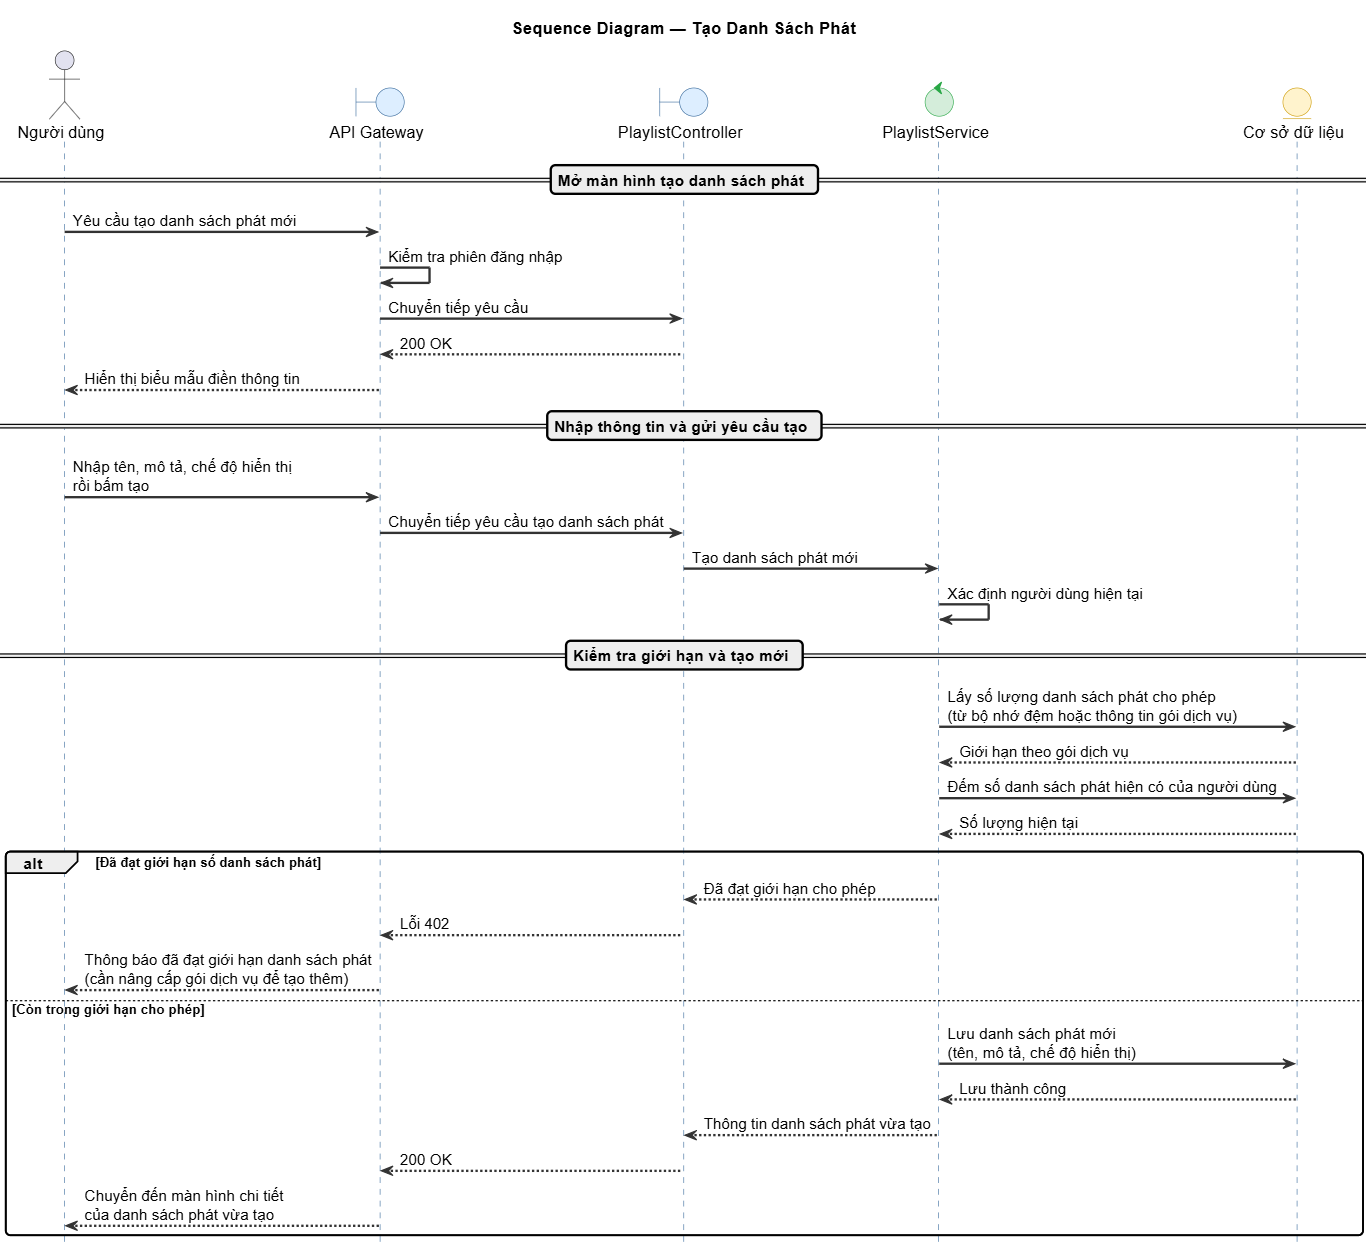 Sequence Diagram — Tạo Danh Sách Phát
Người dùng
API Gateway
PlaylistController
PlaylistService
Cơ sở dữ liệu
Mở màn hình tạo danh sách phát
Yêu cầu tạo danh sách phát mới
Kiểm tra phiên đăng nhập
Chuyển tiếp yêu cầu
200 OK
Hiển thị biểu mẫu điền thông tin
Nhập thông tin và gửi yêu cầu tạo
Nhập tên, mô tả, chế độ hiển thị
rồi bấm tạo
Chuyển tiếp yêu cầu tạo danh sách phát
Tạo danh sách phát mới
Xác định người dùng hiện tại
Kiểm tra giới hạn và tạo mới
Lấy số lượng danh sách phát cho phép
(từ bộ nhớ đệm hoặc thông tin gói dịch vụ)
Giới hạn theo gói dịch vụ
Đếm số danh sách phát hiện có của người dùng
Số lượng hiện tại
alt
[Đã đạt giới hạn số danh sách phát]
Đã đạt giới hạn cho phép
Lỗi 402
Thông báo đã đạt giới hạn danh sách phát
(cần nâng cấp gói dịch vụ để tạo thêm)
[Còn trong giới hạn cho phép]
Lưu danh sách phát mới
(tên, mô tả, chế độ hiển thị)
Lưu thành công
Thông tin danh sách phát vừa tạo
200 OK
Chuyển đến màn hình chi tiết
của danh sách phát vừa tạo